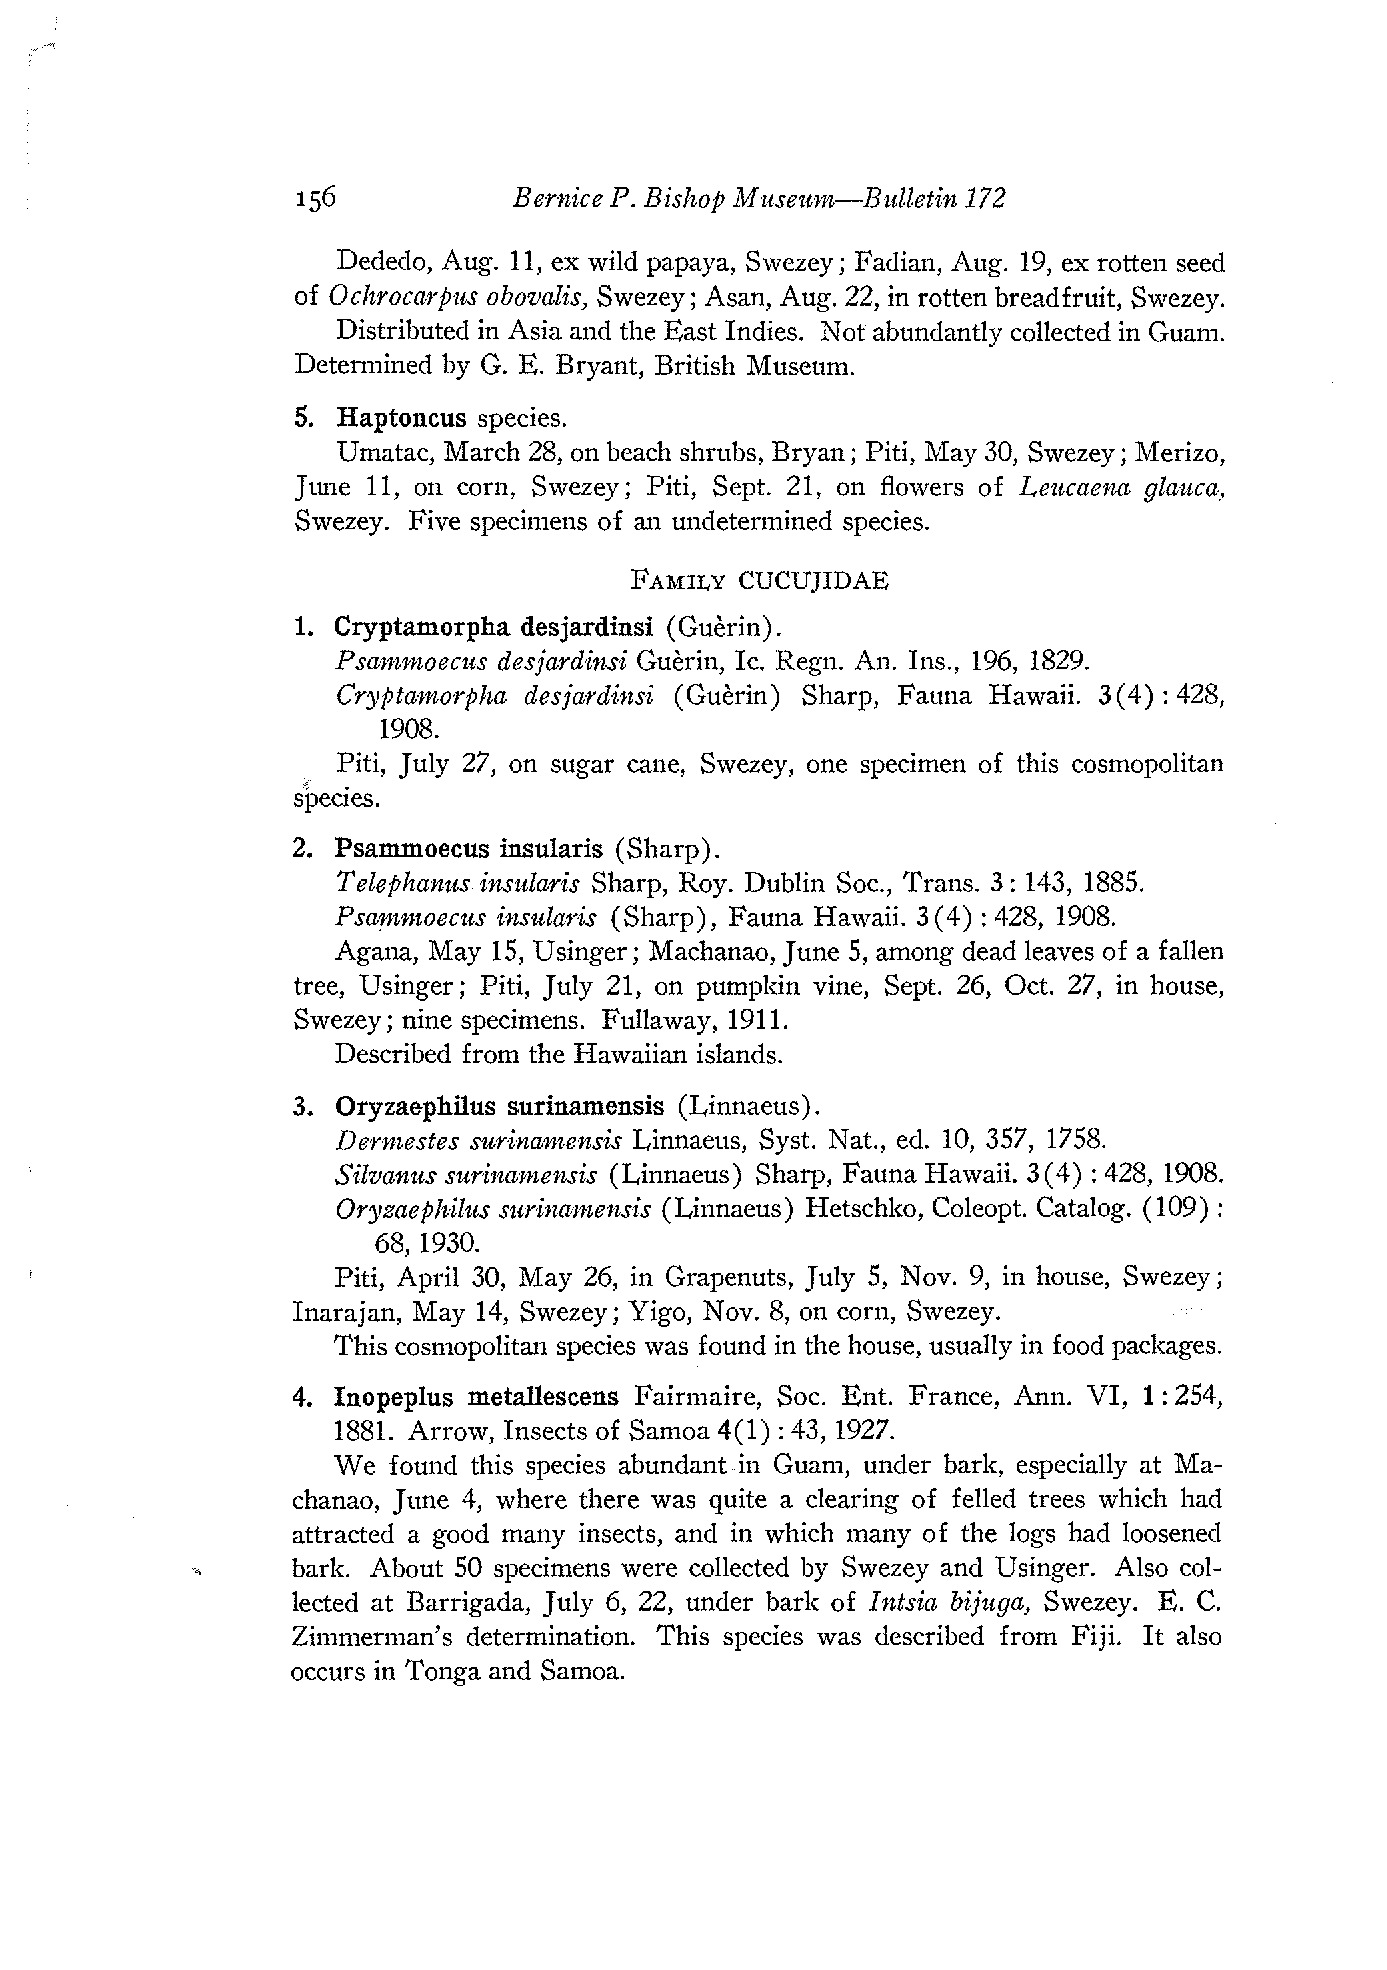 156 Bernice P. Bishop Museum—Bulletin 172
Dededo, Aug. 11, ex wild papaya, Swezey; Fadian, Aug. 19, ex rotten seed
of Ochrocarpus obovalis, Swezey; Asan, Aug. 22, in rotten breadfruit, Swezey.
Distributed in Asia and the East Indies. Not abundantly collected in Guam.
Determined by G. E. Bryant, British Museum.
5. Haptoncus species.
Umatac, March 28, on beach shrubs, Bryan; Piti, May 30, Swezey; Merizo,
June 11, on corn, Swezey; Piti, Sept. 21, on flowers of Leucaena glauca,
Swezey. Five specimens of an undetermined species.
Family CUCUJIDAE
1. Cryptamorpha desjardinsi (Guèrin).
Psammoecus desjardinsi Guèrin, Ic. Regn. An. Ins., 196, 1829.
Cryptamorpha desjardinsi (Guèrin) Sharp, Fauna Hawaii. 3(4) : 428,
1908.
Piti, July 27, on sugar cane, Swezey, one specimen of this cosmopolitan
species.
2. Psammoecus insularis (Sharp).
Telephanus insularis Sharp, Roy. Dublin Soc., Trans. 3 : 143, 1885.
Psammoecus insularis (Sharp), Fauna Hawaii. 3(4) : 428, 1908.
Agana, May 15, Usinger; Machanao, June 5, among dead leaves of a fallen
tree, Usinger; Piti, July 21, on pumpkin vine, Sept. 26, Oct. 27, in house,
Swezey; nine specimens. Fullaway, 1911.
Described from the Hawaiian islands.
3. Oryzaephilus surinamensis (Linnaeus).
Dermestes surinamensis Linnaeus, Syst. Nat., ed. 10, 357, 1758.
Silvanus surinamensis (Linnaeus) Sharp, Fauna Hawaii. 3(4) : 428, 1908.
Oryzaephilus surinamensis (Linnaeus) Hetschko, Coleopt. Catalog. (109) :
68, 1930.
Piti, April 30, May 26, in Grapenuts, July 5, Nov. 9, in house, Swezey;
Inarajan, May 14, Swezey; Yigo, Nov. 8, on corn, Swezey.
This cosmopolitan species was found in the house, usually in food packages.
4. Inopeplus metallescens Fairmaire, Soc. Ent. France, Ann. VI, 1 : 254,
1881. Arrow, Insects of Samoa 4(1) : 43, 1927.
We found this species abundant in Guam, under bark, especially at Ma-
chanao, June 4, where there was quite a clearing of felled trees which had
attracted a good many insects, and in which many of the logs had loosened
bark. About 50 specimens were collected by Swezey and Usinger. Also col-
lected at Barrigada, July 6, 22, under bark of Intsia bijuga, Swezey. E. C.
Zimmerman's determination. This species was described from Fiji. It also
occurs in Tonga and Samoa.